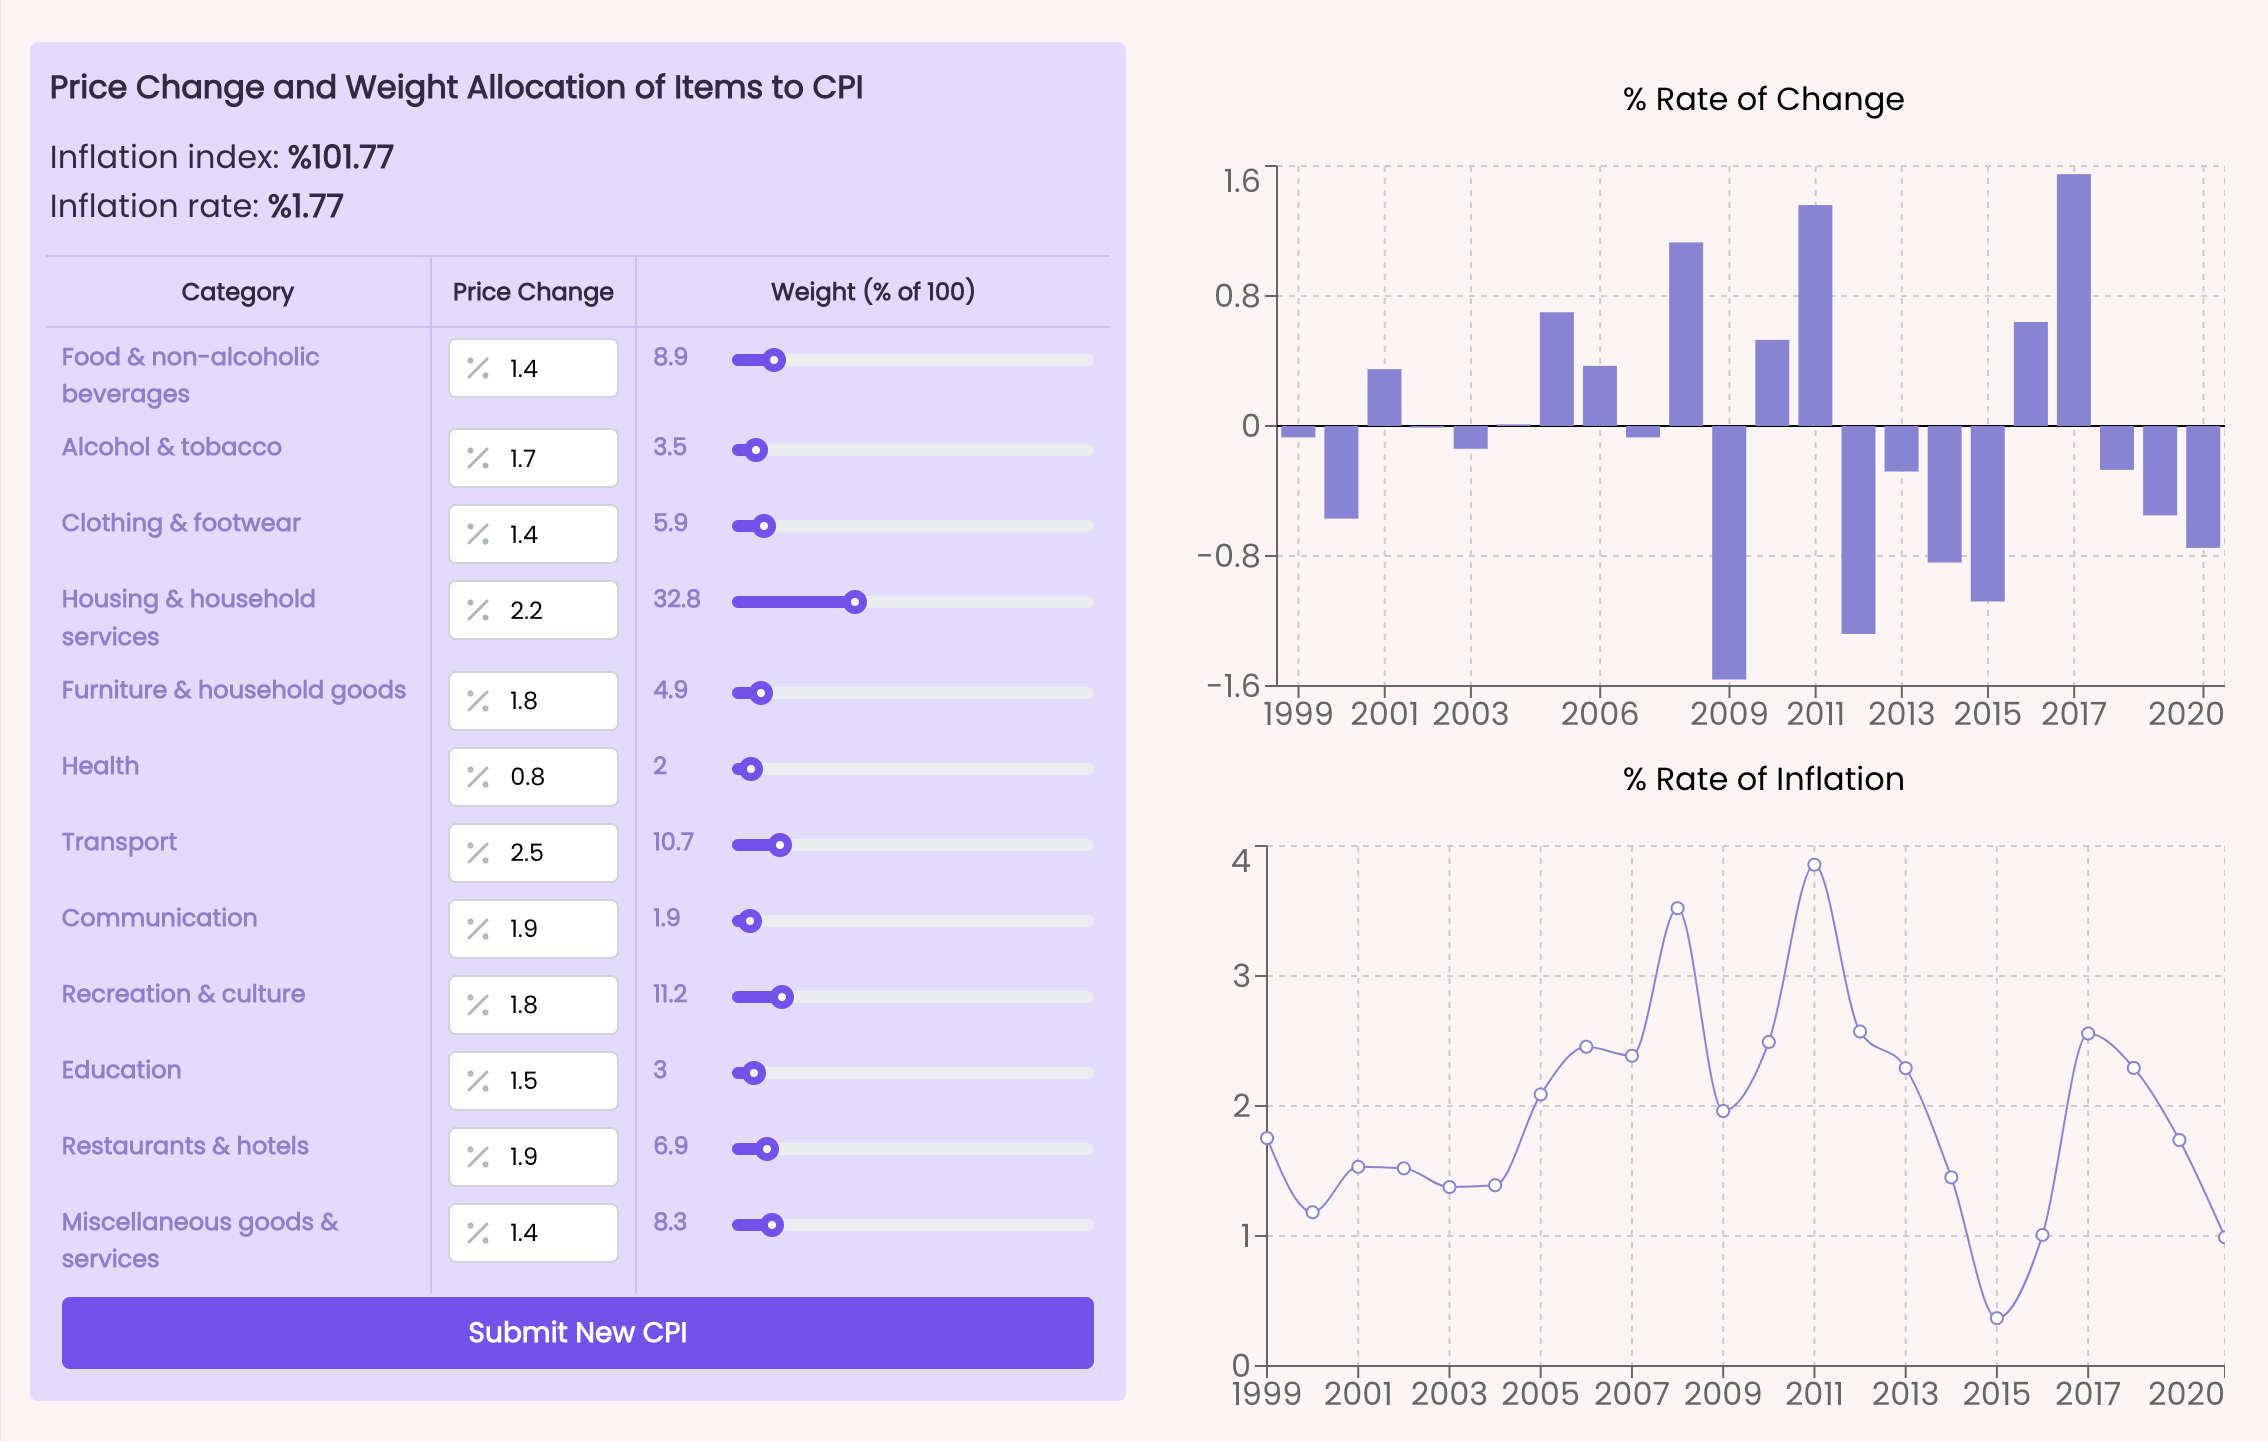 Price Change and Weight Allocation of Items to CPI
Inflation index: %101.77
Inflation rate: %1.77
Category Price Change Weight (% of 100)
Food & non-alcoholic
beverages
% 1.4 8.9
Alcohol & tobacco % 1.7 3.5
Clothing & footwear % 1.4 5.9
Housing & household
services
% 2.2 32.8
Furniture & household goods % 1.8 4.9
Health % 0.8 2
Transport % 2.5 10.7
Communication % 1.9 1.9
Recreation & culture % 1.8 11.2
Education % 1.5 3
Restaurants & hotels % 1.9 6.9
Miscellaneous goods &
services
% 1.4 8.3
Submit New CPI
% Rate of Change
1.6
0.8
0
-0.8
-1.6
1999 2001 2003 2006 2009 2011 2013 2015 2017 2020
% Rate of Inflation
4
3
2
1
0
1999 2001 2003 2005 2007 2009 2011 2013 2015 2017 2020